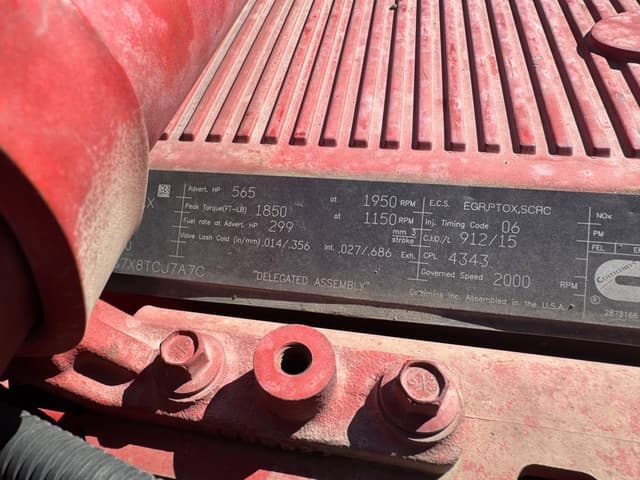 X Advert. HP 565 at 1950 RPM E.C.S. EGR,PTOX,SCRC NOx
Peak Torque(FT-LB) 1850 at 1150 RPM Inj. Timing Code 06 PM
Fuel rate at Advert. HP 299 mm 3 stroke C.I.D/L 912/15 FEL
Valve Lash Cold (in/mm) .014/.356 Int. .027/.686 Exh. CPL 4343
Governed Speed 2000 RPM
7X8TCJ7A7C
"DELEGATED ASSEMBLY"
Cummins Inc. Assembled in the U.S.A.
Cummins
®
2878166